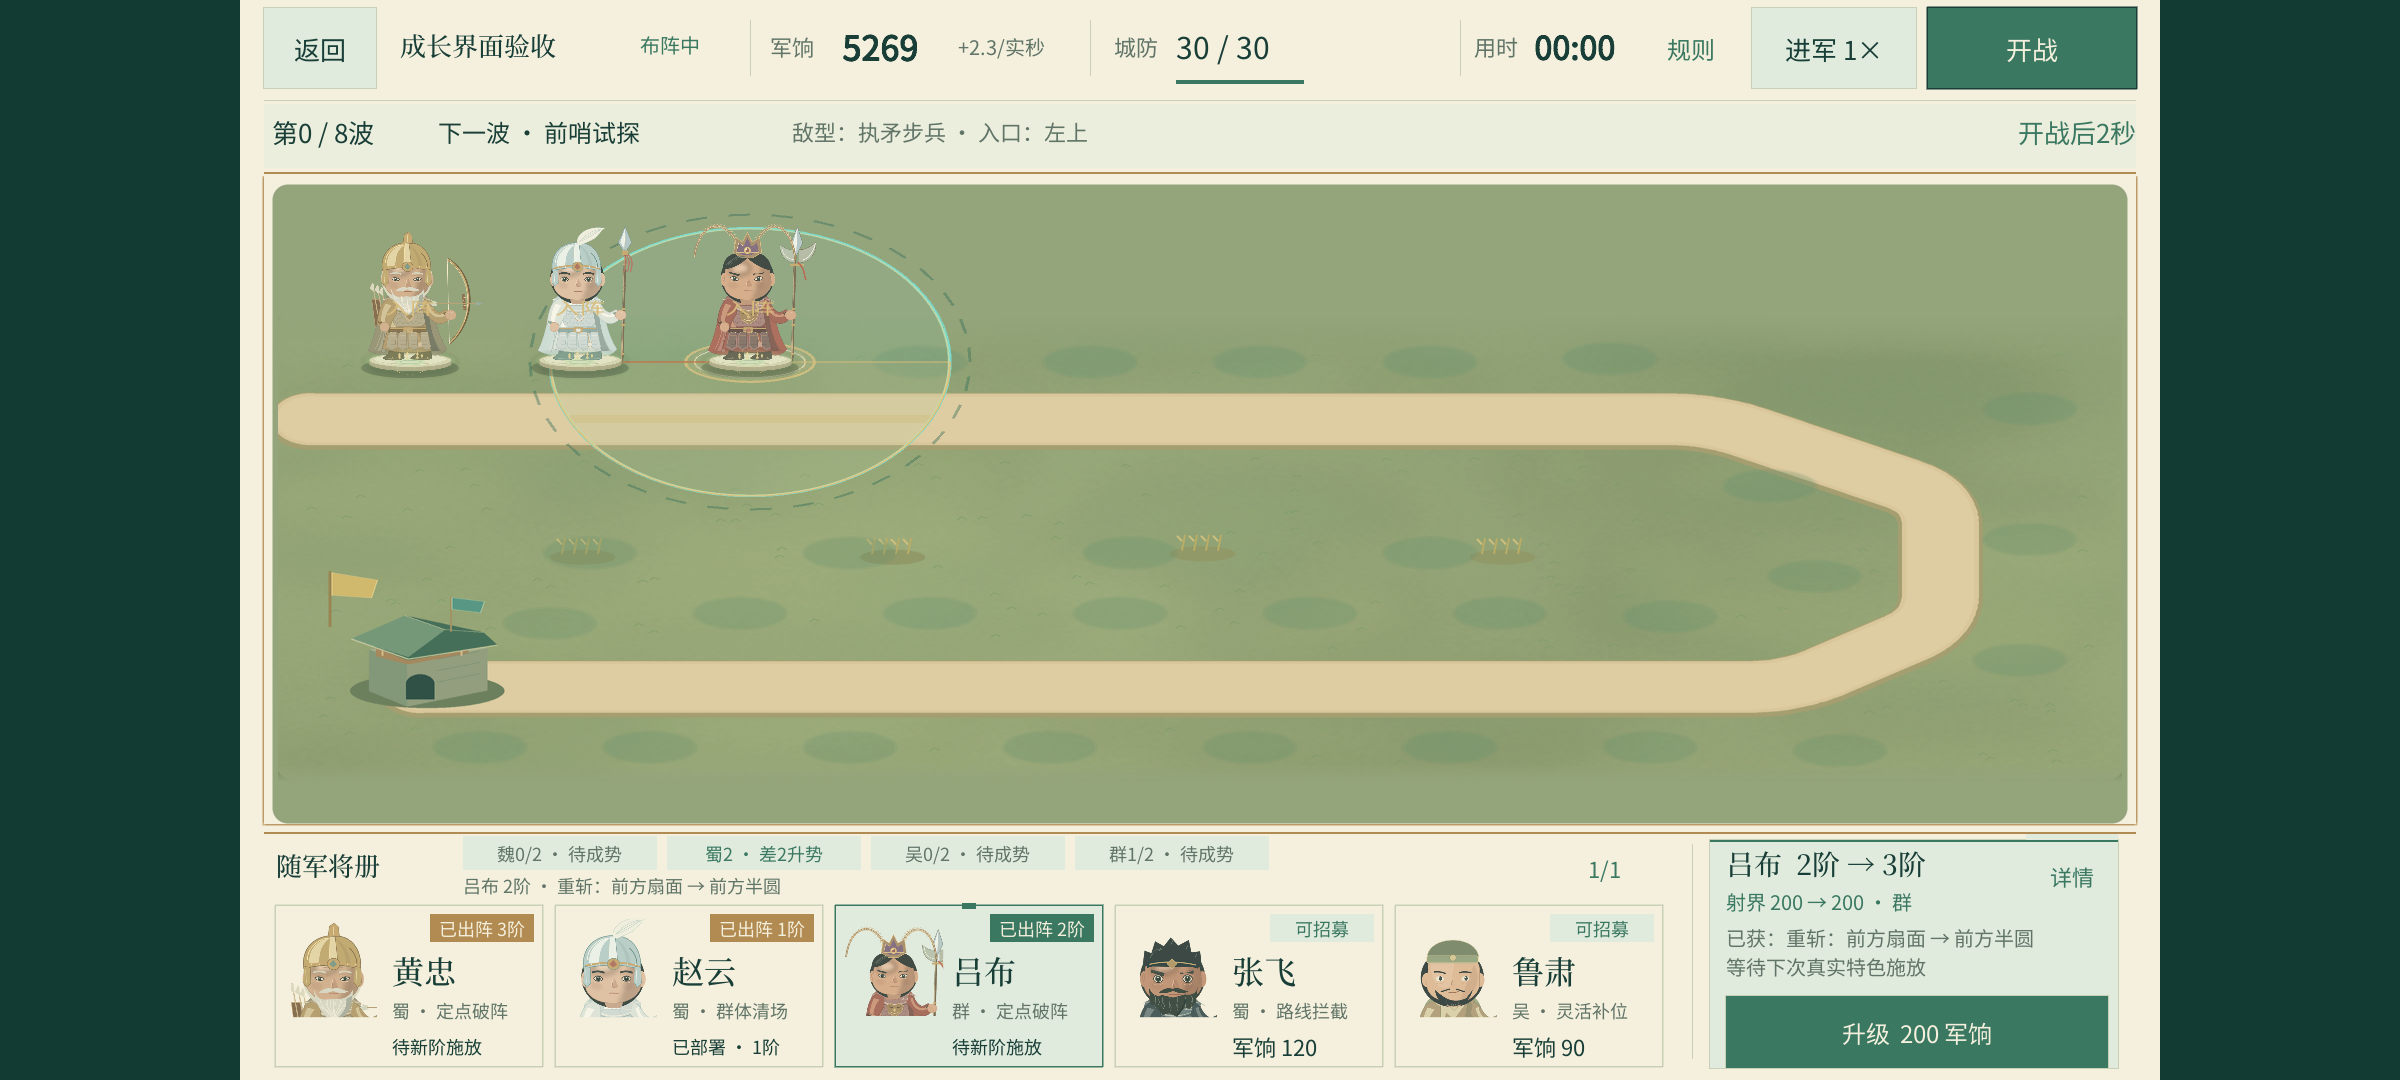 返回
成长界面验收
布阵中
军饷 5269 +2.3/实秒
城防 30 / 30
用时 00:00
规则
进军 1×
开战
第0 / 8波
下一波 · 前哨试探
敌型：执矛步兵 · 入口：左上
开战后2秒
随军将册
魏0/2 · 待成势
蜀2 · 差2升势
吴0/2 · 待成势
群1/2 · 待成势
吕布 2阶 · 重斩：前方扇面→前方半圆
1/1
已出阵 3阶
黄忠
蜀 · 定点破阵
待新阶施放
已出阵 1阶
赵云
蜀 · 群体清场
已部署 · 1阶
已出阵 2阶
吕布
群 · 定点破阵
待新阶施放
可招募
张飞
蜀 · 路线拦截
军饷 120
可招募
鲁肃
吴 · 灵活补位
军饷 90
吕布 2阶→3阶
详情
射界 200→200 · 群
已获：重斩：前方扇面→前方半圆
等待下次真实特色施放
升级 200 军饷